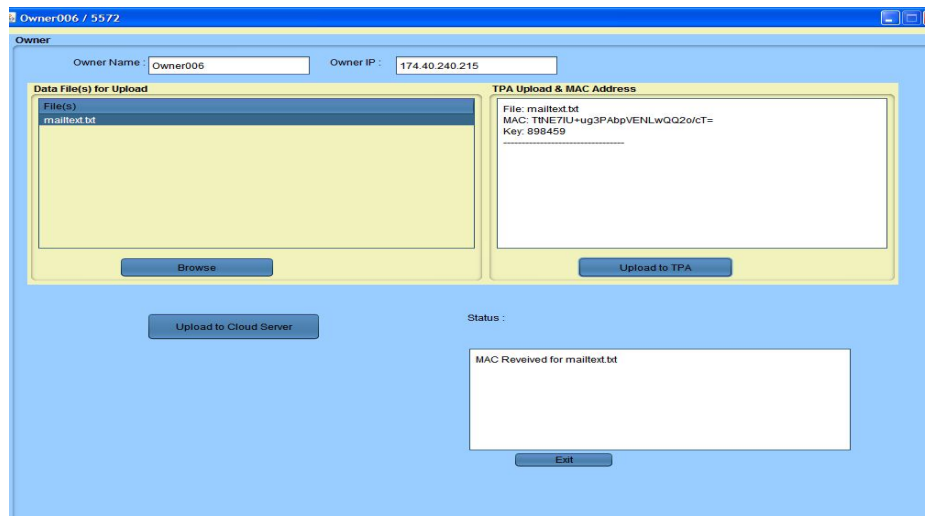 Owner006 / 5572
Owner
Owner Name : Owner006 Owner IP : 174.40.240.215
Data File(s) for Upload
File(s)
mailtext.txt
Browse
TPA Upload & MAC Address
File: mailtext.txt
MAC: TtNE7IU+ug3PAbpVENLwQQ2o/cT=
Key: 898459
---------------------------------
Upload to TPA
Upload to Cloud Server
Status :
MAC Reveived for mailtext.txt
Exit